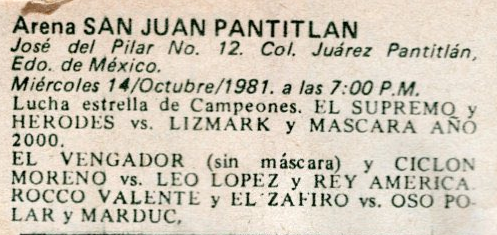 Arena SAN JUAN PANTITLAN
José del Pilar No. 12. Col. Juárez Pantitlán,
Edo. de México.
Miércoles 14/Octubre/1981. a las 7:00 P.M.
Lucha estrella de Campeones. EL SUPREMO y
HERODES vs. LIZMARK y MASCARA AÑO
2000.
EL VENGADOR (sin máscara) y CICLON
MORENO vs. LEO LOPEZ y REY AMERICA.
ROCCO VALENTE y EL ZAFIRO vs. OSO PO-
LAR y MARDUC,